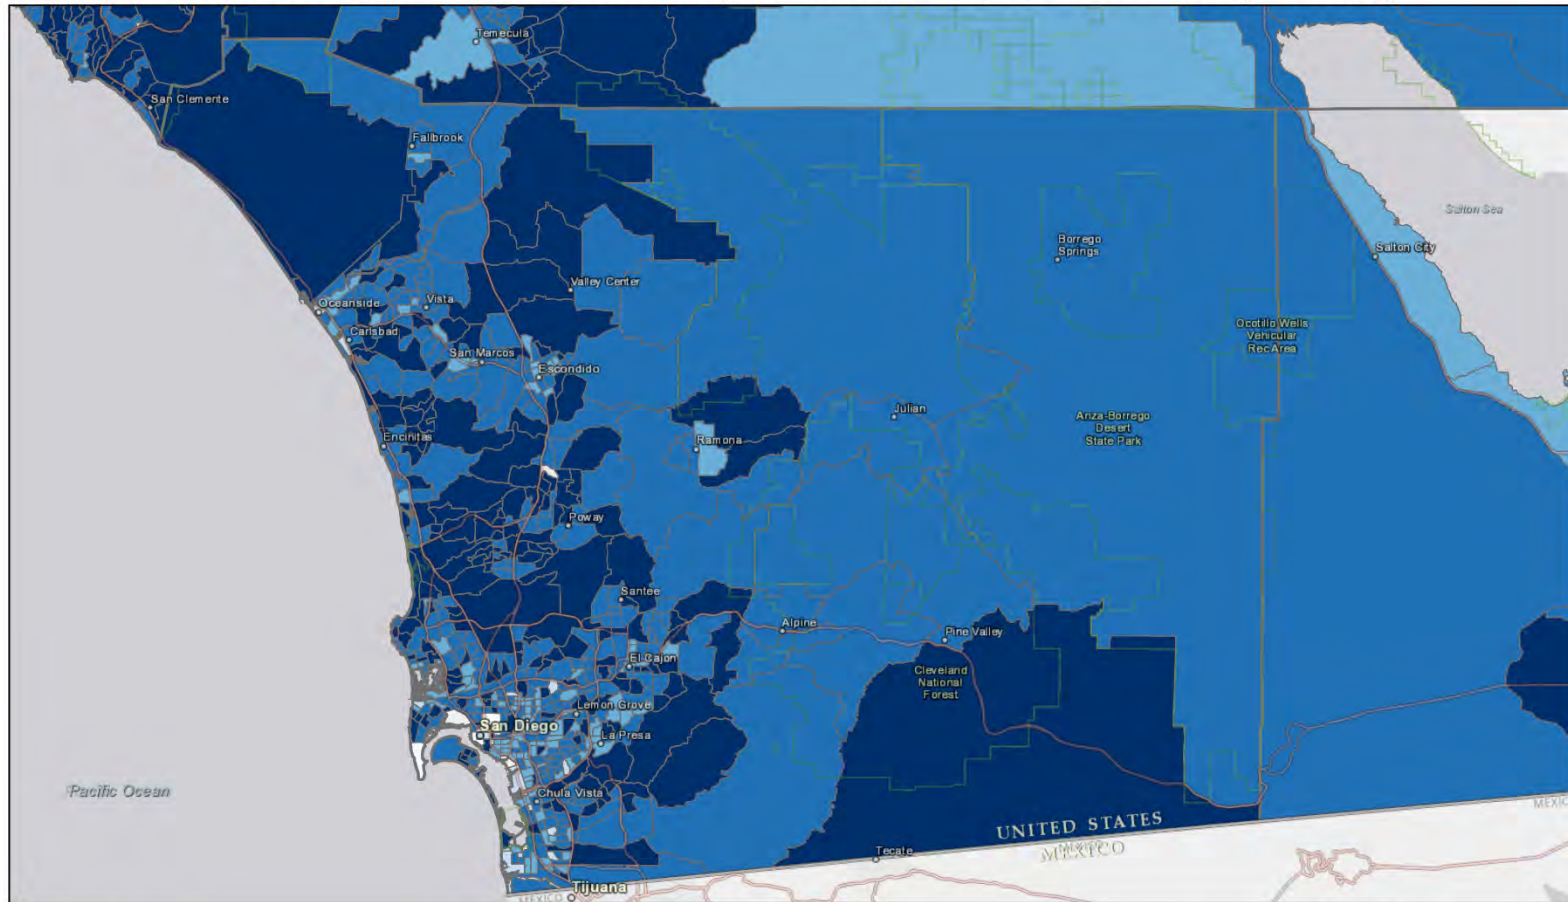 Temecula
San Clemente
Fallbrook
Salton Sea
Borrego
Springs
Salton City
Valley Center
Oceanside
Vista
Ocotillo Wells
Vehicular
Rec Area
Carlsbad
San Marcos
Escondido
Julian
Anza-Borrego
Desert
State Park
Encinitas
Ramona
Poway
Santee
Alpine
Pine Valley
El Cajon
Cleveland
National
Forest
Lemon Grove
San Diego
La Presa
Pacific Ocean
Chula Vista
UNITED STATES
MEXICO
Tecate
Tijuana
MEXICO